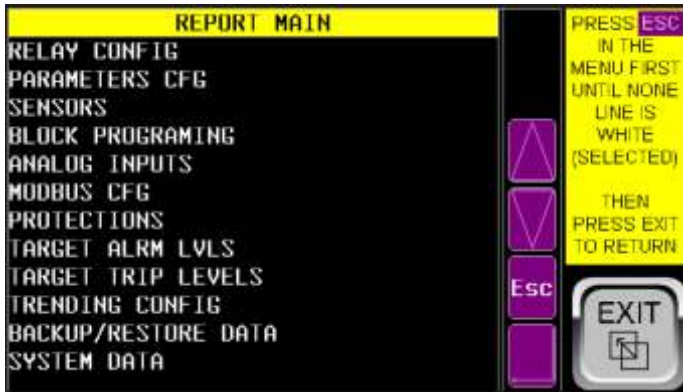 REPORT MAIN
RELAY CONFIG
PARAMETERS CFG
SENSORS
BLOCK PROGRAMING
ANALOG INPUTS
MODBUS CFG
PROTECTIONS
TARGET ALRM LVLS
TARGET TRIP LEVELS
TRENDING CONFIG
BACKUP/RESTORE DATA
SYSTEM DATA
Esc
PRESS ESC
IN THE
MENU FIRST
UNTIL NONE
LINE IS
WHITE
(SELECTED)
THEN
PRESS EXIT
TO RETURN
EXIT